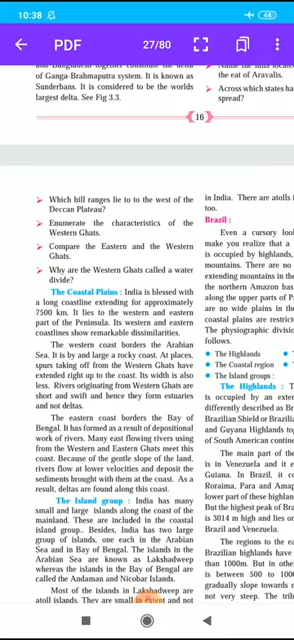 10:38
44
PDF
27/80
of Ganga-Brahmaputra system. It is known as
Sunderbans. It is considered to be the worlds
largest delta. See Fig 3.3.
the eat of Aravalis.
➢ Across which states ha
spread?
16
➢ Which hill ranges lie to to the west of the
Deccan Plateau?
➢ Enumerate the characteristics of the
Western Ghats.
➢ Compare the Eastern and the Western
Ghats.
➢ Why are the Western Ghats called a water
divide?
The Coastal Plains : India is blessed with
a long coastline extending for approximately
7500 km. It lies to the western and eastern
part of the Peninsula. Its western and eastern
coastlines show remarkable dissimilarities.
The western coast borders the Arabian
Sea. It is by and large a rocky coast. At places,
spurs taking off from the Western Ghats have
extended right up to the coast. Its width is also
less. Rivers originating from Western Ghats are
short and swift and hence they form estuaries
and not deltas.
The eastern coast borders the Bay of
Bengal. It has formed as a result of depositional
work of rivers. Many east flowing rivers using
from the Western and Eastern Ghats meet this
coast. Because of the gentle slope of the land,
rivers flow at lower velocities and deposit the
sediments brought with them at the coast. As a
result, deltas are found along this coast.
The Island group : India has many
small and large islands along the coast of the
mainland. These are included in the coastal
island group.. Besides, India has two large
group of islands, one each in the Arabian
Sea and in Bay of Bengal. The islands in the
Arabian Sea are known as Lakshadweep
whereas the islands in the Bay of Bengal are
called the Andaman and Nicobar Islands.
Most of the islands in Lakshadweep are
atoll islands. They are small in extent and not
in India. There are atolls i
too.
Brazil :
Even a cursory loo
make you realize that a
is occupied by highlands,
mountains. There are no
extending mountains in the
the northern Amazon bas
along the upper parts of P
are no wide plains in the
coastal plains are restric
The physiographic divisio
follows.
● The Highlands ●
● The Coastal region ●
● The Island groups :
The Highlands : T
is occupied by an exten
differently described as Br
Brazilian Shield or Brazilia
and Guyana Highlands tog
of South American contine
The main part of the
is in Venezuela and it e
Guiana. In Brazil, it co
Roraima, Para and Amap
lower part of these highlan
But the highest peak of Bra
is 3014 m high and lies on
Brazil and Venezuela.
The regions to the ea
Brazilian highlands have
than 1000m. But in other
is between 500 to 1000
gradually slope towards n
not very steep. The trib